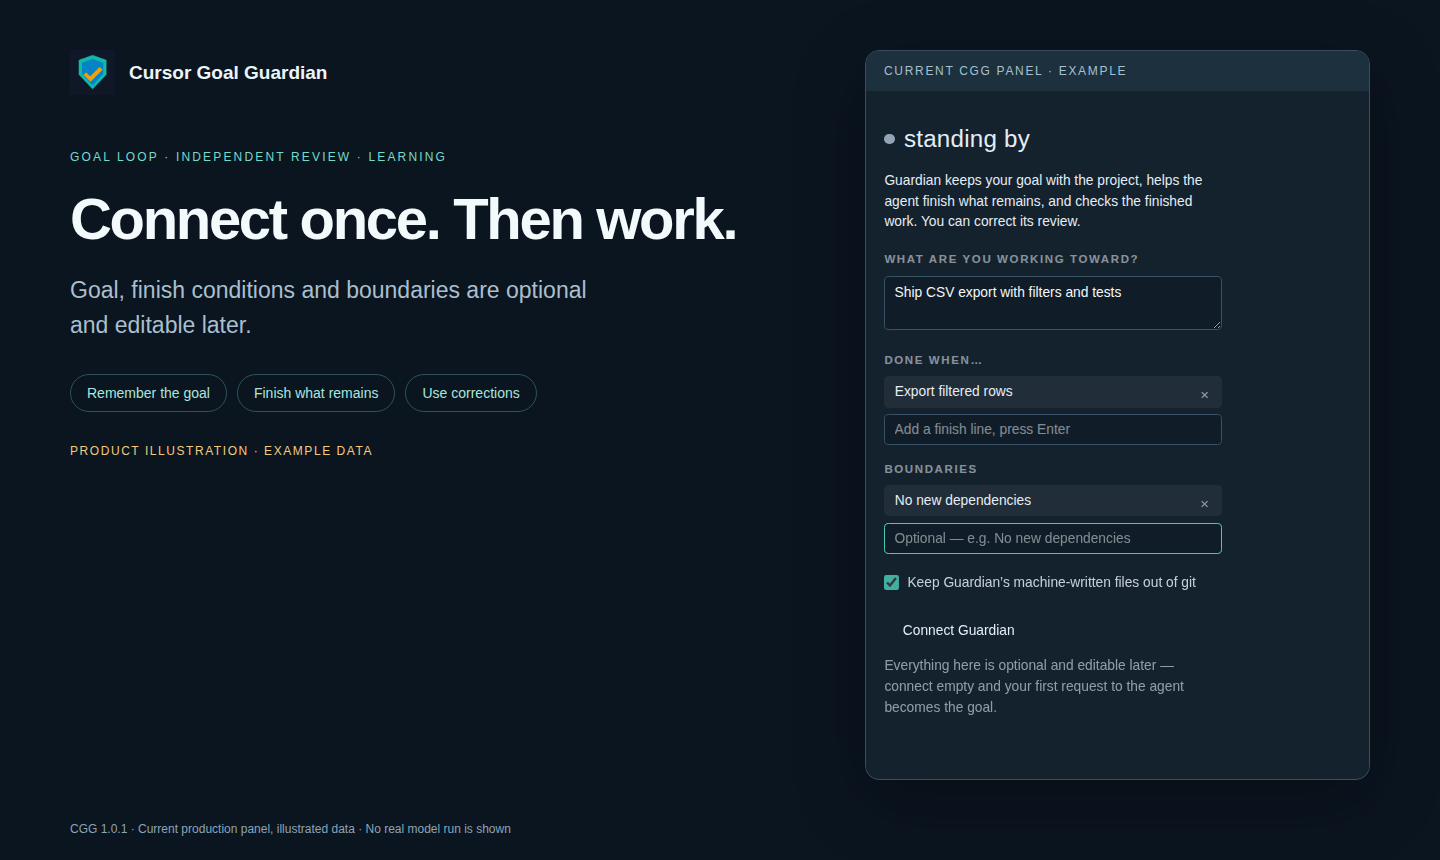 Cursor Goal Guardian
GOAL LOOP · INDEPENDENT REVIEW · LEARNING
Connect once. Then work.
Goal, finish conditions and boundaries are optional
and editable later.
Remember the goal
Finish what remains
Use corrections
PRODUCT ILLUSTRATION · EXAMPLE DATA
CURRENT CGG PANEL · EXAMPLE
standing by
Guardian keeps your goal with the project, helps the
agent finish what remains, and checks the finished
work. You can correct its review.
WHAT ARE YOU WORKING TOWARD?
Ship CSV export with filters and tests
DONE WHEN…
Export filtered rows ×
Add a finish line, press Enter
BOUNDARIES
No new dependencies ×
Optional — e.g. No new dependencies
Keep Guardian's machine-written files out of git
Connect Guardian
Everything here is optional and editable later —
connect empty and your first request to the agent
becomes the goal.
CGG 1.0.1 · Current production panel, illustrated data · No real model run is shown